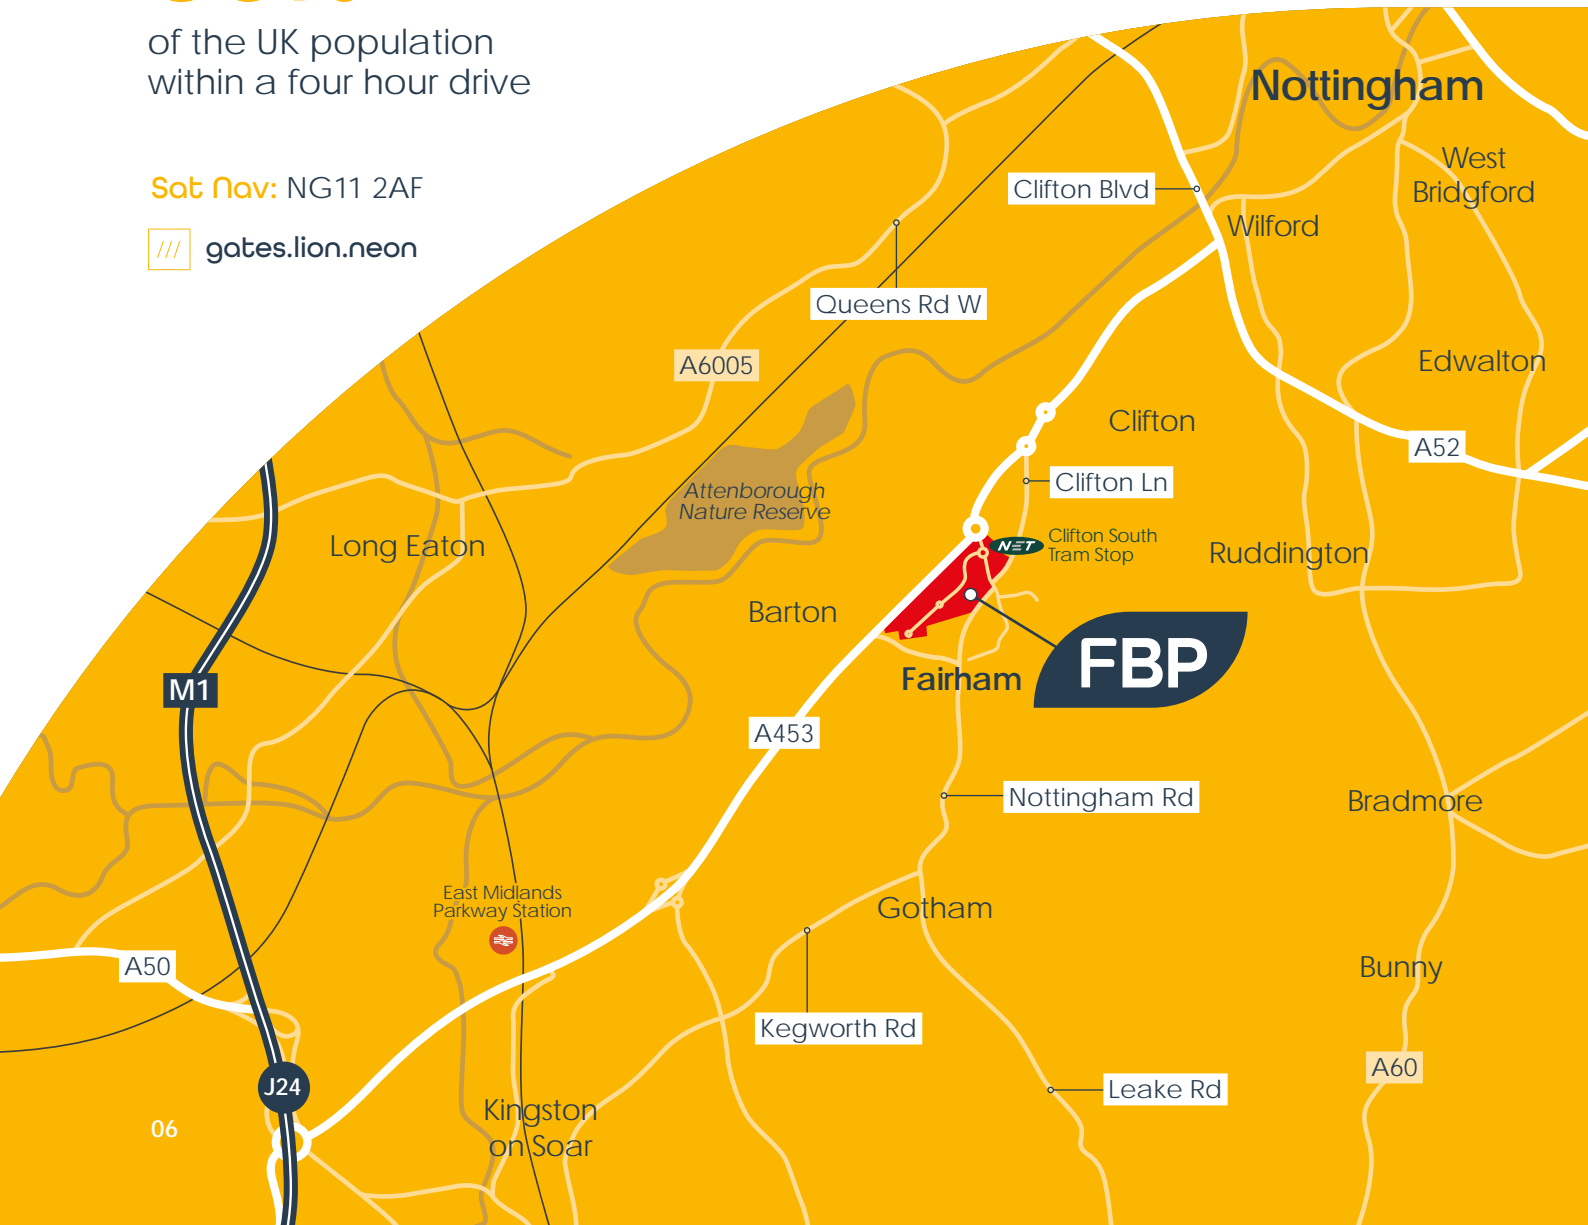 of the UK population
within a four hour drive
Sat Nav: NG11 2AF
/// gates.lion.neon
Nottingham
West
Bridgford
Clifton Blvd
Wilford
Queens Rd W
A6005
Edwalton
Clifton
A52
Clifton Ln
Attenborough
Nature Reserve
NET
Clifton South
Tram Stop
Long Eaton
Ruddington
Barton
FBP
Fairham
M1
A453
Nottingham Rd
Bradmore
East Midlands
Parkway Station
Gotham
A50
Bunny
Kegworth Rd
A60
J24
Leake Rd
Kingston
on Soar
06